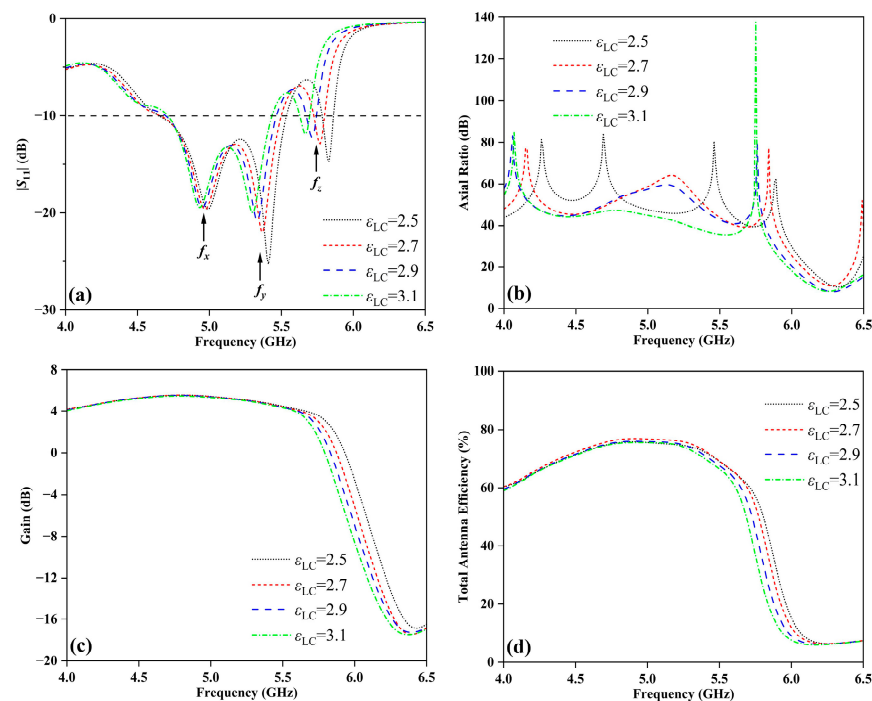 0
-10
-20
-30
|S11| (dB)
fx
fy
fz
εLC=2.5
εLC=2.7
εLC=2.9
εLC=3.1
(a)
4.0 4.5 5.0 5.5 6.0 6.5
Frequency (GHz)
140
120
100
80
60
40
20
0
Axial Ratio (dB)
εLC=2.5
εLC=2.7
εLC=2.9
εLC=3.1
(b)
4.0 4.5 5.0 5.5 6.0 6.5
Frequency (GHz)
8
4
0
-4
-8
-12
-16
-20
Gain (dB)
εLC=2.5
εLC=2.7
εLC=2.9
εLC=3.1
(c)
4.0 4.5 5.0 5.5 6.0 6.5
Frequency (GHz)
100
80
60
40
20
0
Total Antenna Efficiency (%)
εLC=2.5
εLC=2.7
εLC=2.9
εLC=3.1
(d)
4.0 4.5 5.0 5.5 6.0 6.5
Frequency (GHz)